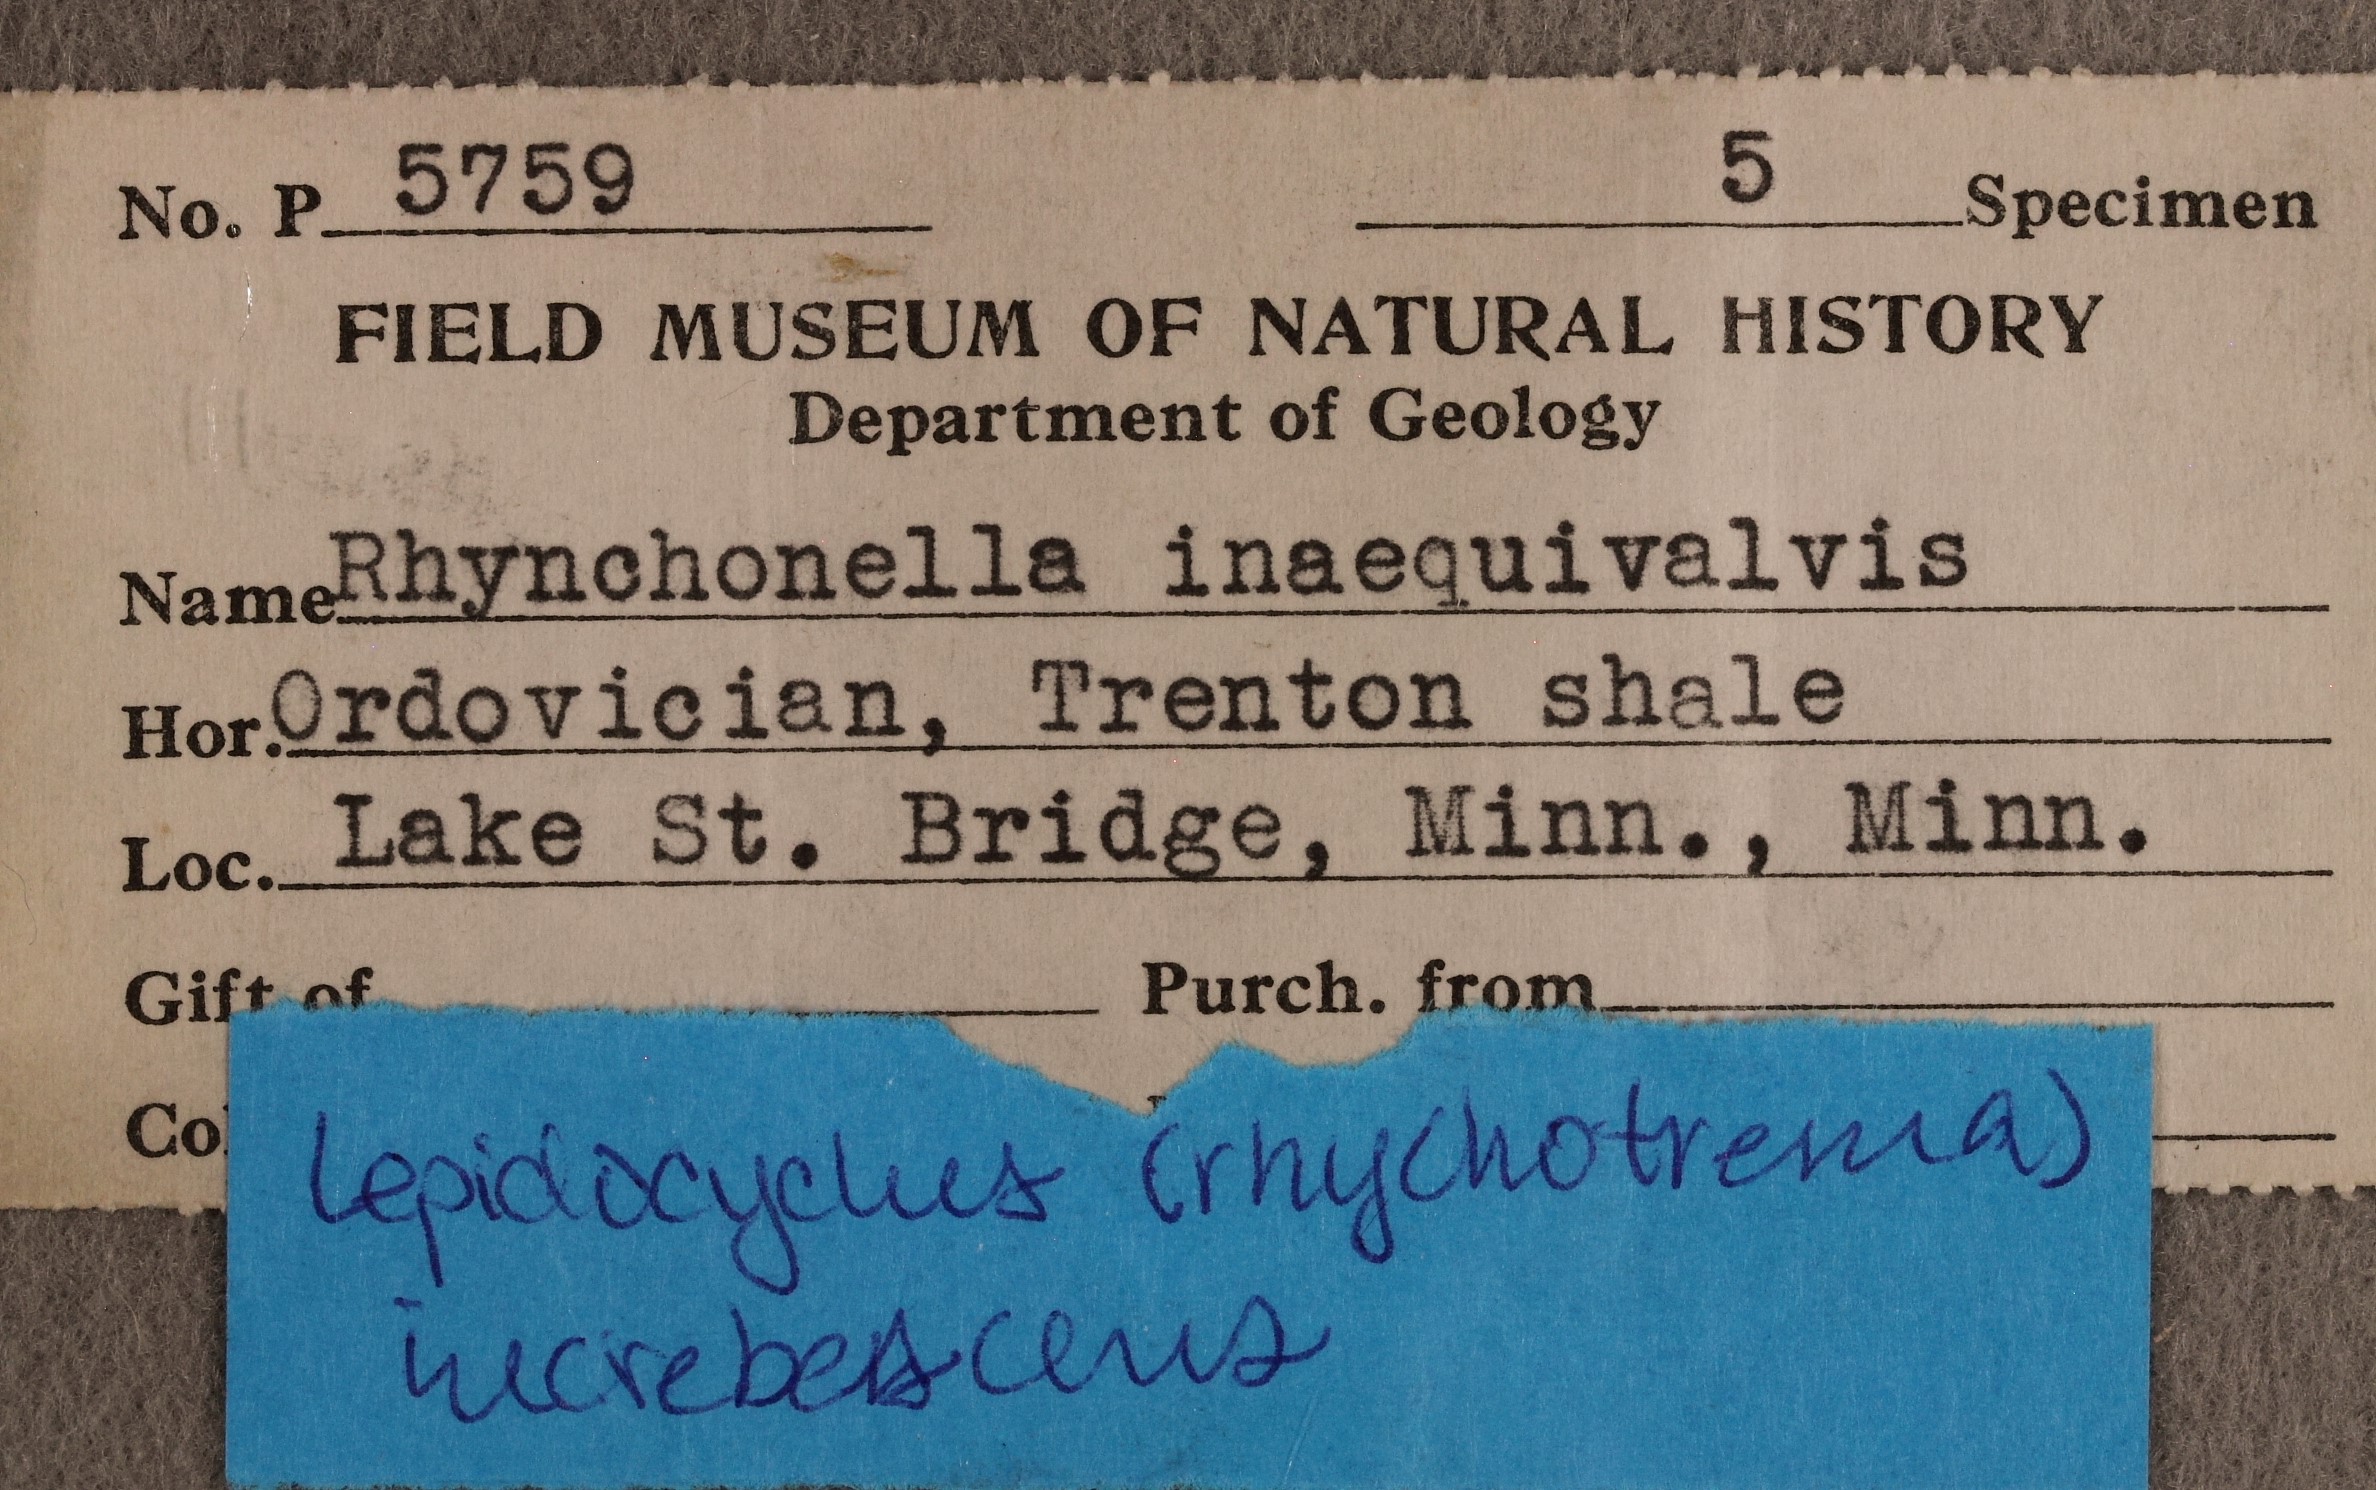 No. P 5759 5 Specimen
FIELD MUSEUM OF NATURAL HISTORY
Department of Geology
Name Rhynchonella inaequivalvis
Hor. Ordovician, Trenton shale
Loc. Lake St. Bridge, Minn., Minn.
Gift of Purch. from
Co
Lepidocyclus (rhychotrema)
increbescens